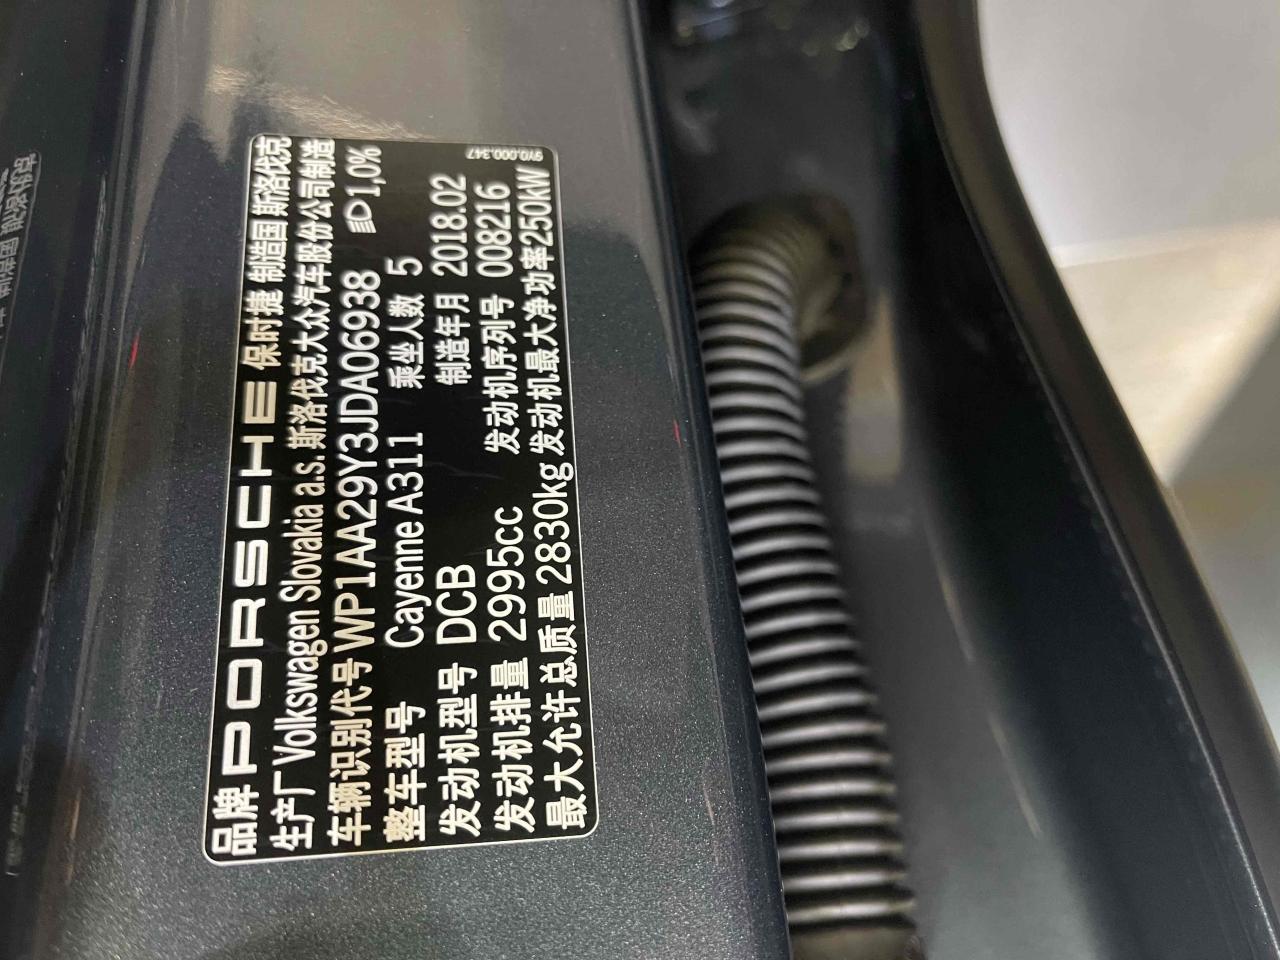 品牌 PORSCHE 保时捷 制造国 斯洛伐克
生产厂 Volkswagen Slovakia a.s. 斯洛伐克大众汽车股份公司制造
车辆识别代号 WP1AA29Y3JDA06938 1,0%
整车型号 Cayenne A311 乘坐人数 5
发动机型号 DCB 制造年月 2018.02
发动机排量 2995cc 发动机序列号 008216
最大允许总质量 2830kg 发动机最大净功率250kW
9Y0.000.347